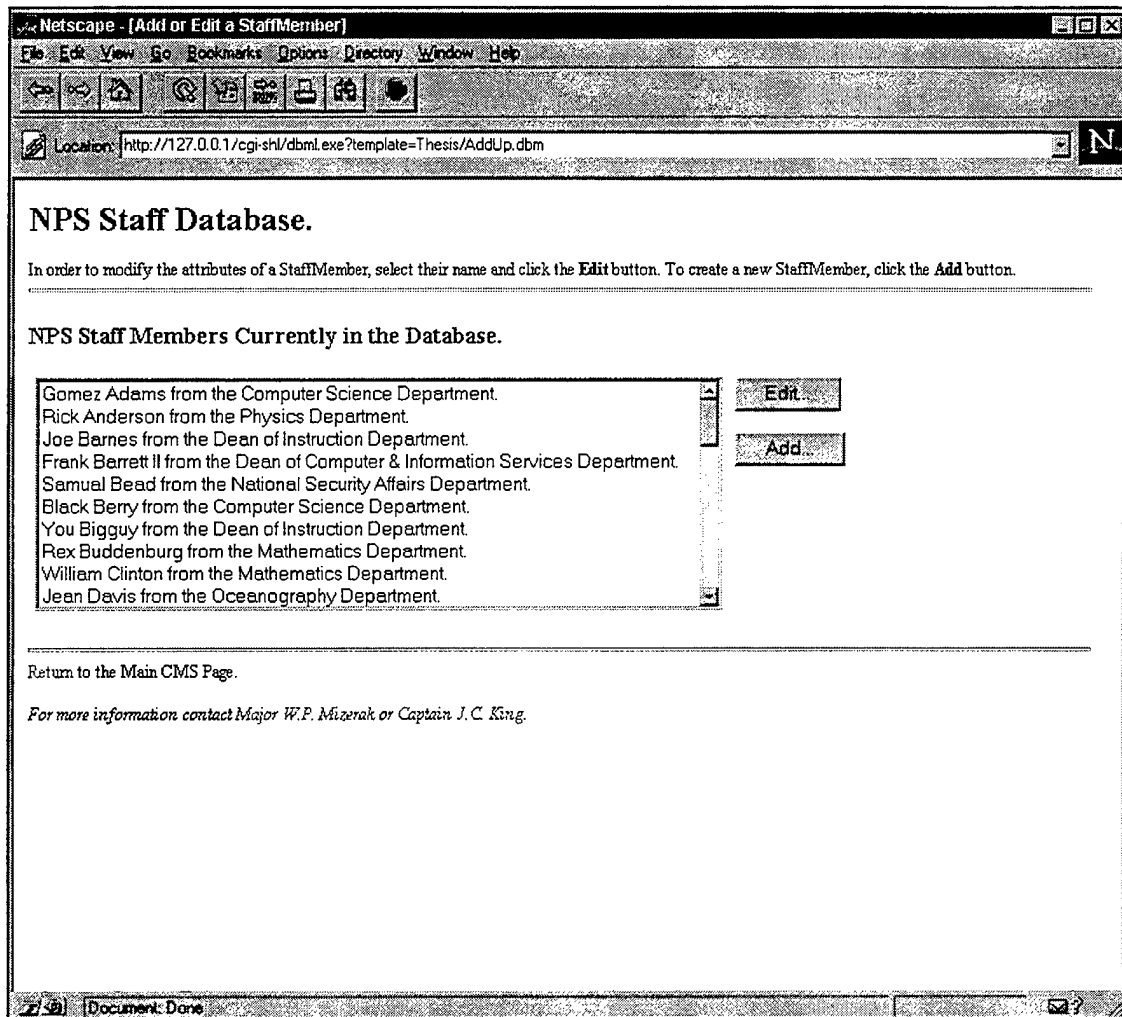 Netscape - [Add or Edit a StaffMember]
File Edit View Go Bookmarks Options Directory Window Help
Location: http://127.0.0.1/cgi-shl/dbml.exe?template=Thesis/AddUp.dbm
N
NPS Staff Database.
In order to modify the attributes of a StaffMember, select their name and click the Edit button. To create a new StaffMember, click the Add button.
NPS Staff Members Currently in the Database.
Gomez Adams from the Computer Science Department.
Rick Anderson from the Physics Department.
Joe Barnes from the Dean of Instruction Department.
Frank Barrett II from the Dean of Computer & Information Services Department.
Samual Bead from the National Security Affairs Department.
Black Berry from the Computer Science Department.
You Bigguy from the Dean of Instruction Department.
Rex Buddenburg from the Mathematics Department.
William Clinton from the Mathematics Department.
Jean Davis from the Oceanography Department.
Edit...
Add...
Return to the Main CMS Page.
For more information contact Major W.P. Mizerak or Captain J.C. King.
Document: Done
?